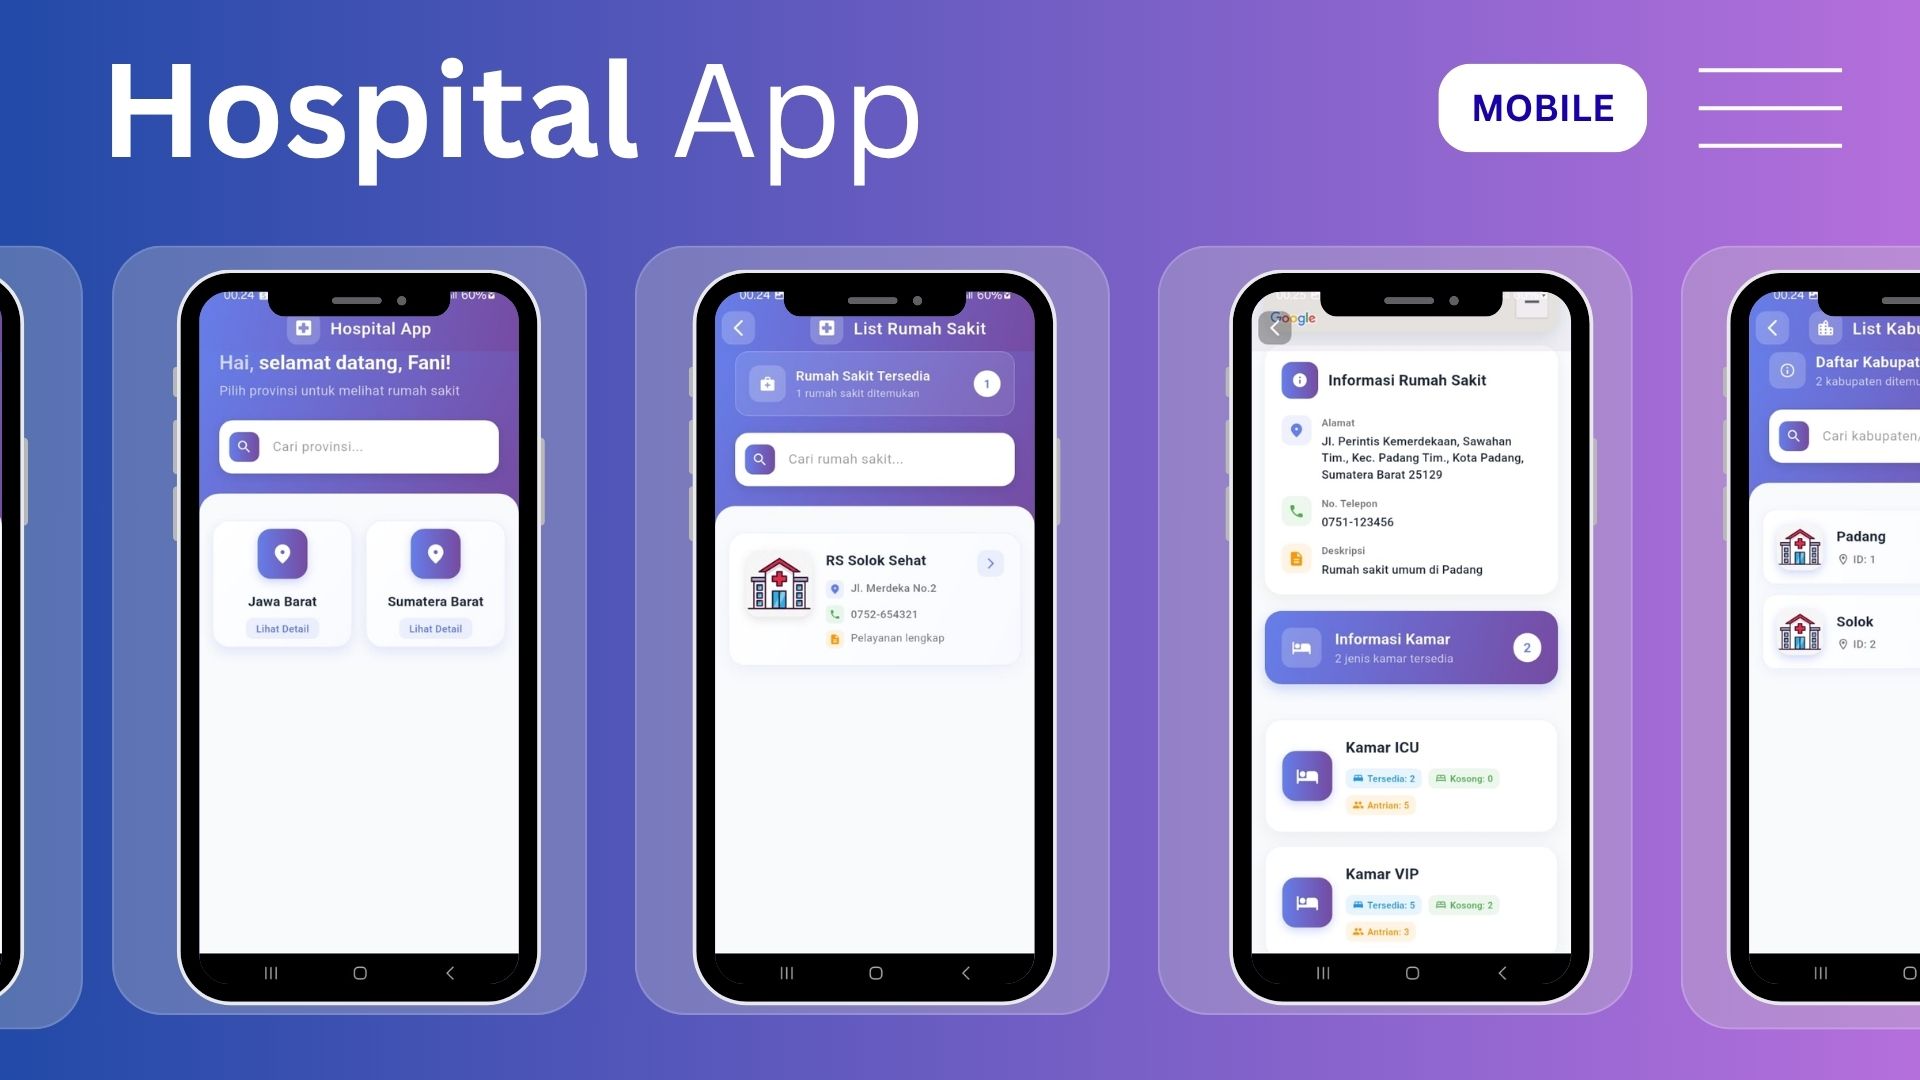 Hospital App
MOBILE
00.24
60%
Hospital App
Hai, selamat datang, Fani!
Pilih provinsi untuk melihat rumah sakit
Cari provinsi...
Jawa Barat
Lihat Detail
Sumatera Barat
Lihat Detail
00.24
60%
List Rumah Sakit
Rumah Sakit Tersedia
1 rumah sakit ditemukan
1
Cari rumah sakit...
RS Solok Sehat
Jl. Merdeka No.2
0752-654321
Pelayanan lengkap
00.25
Google
Informasi Rumah Sakit
Alamat
Jl. Perintis Kemerdekaan, Sawahan
Tim., Kec. Padang Tim., Kota Padang,
Sumatera Barat 25129
No. Telepon
0751-123456
Deskripsi
Rumah sakit umum di Padang
Informasi Kamar
2 jenis kamar tersedia
2
Kamar ICU
Tersedia: 2
Kosong: 0
Antrian: 5
Kamar VIP
Tersedia: 5
Kosong: 2
Antrian: 3
00.24
List Kabu
Daftar Kabupat
2 kabupaten ditemu
Cari kabupaten/
Padang
ID: 1
Solok
ID: 2